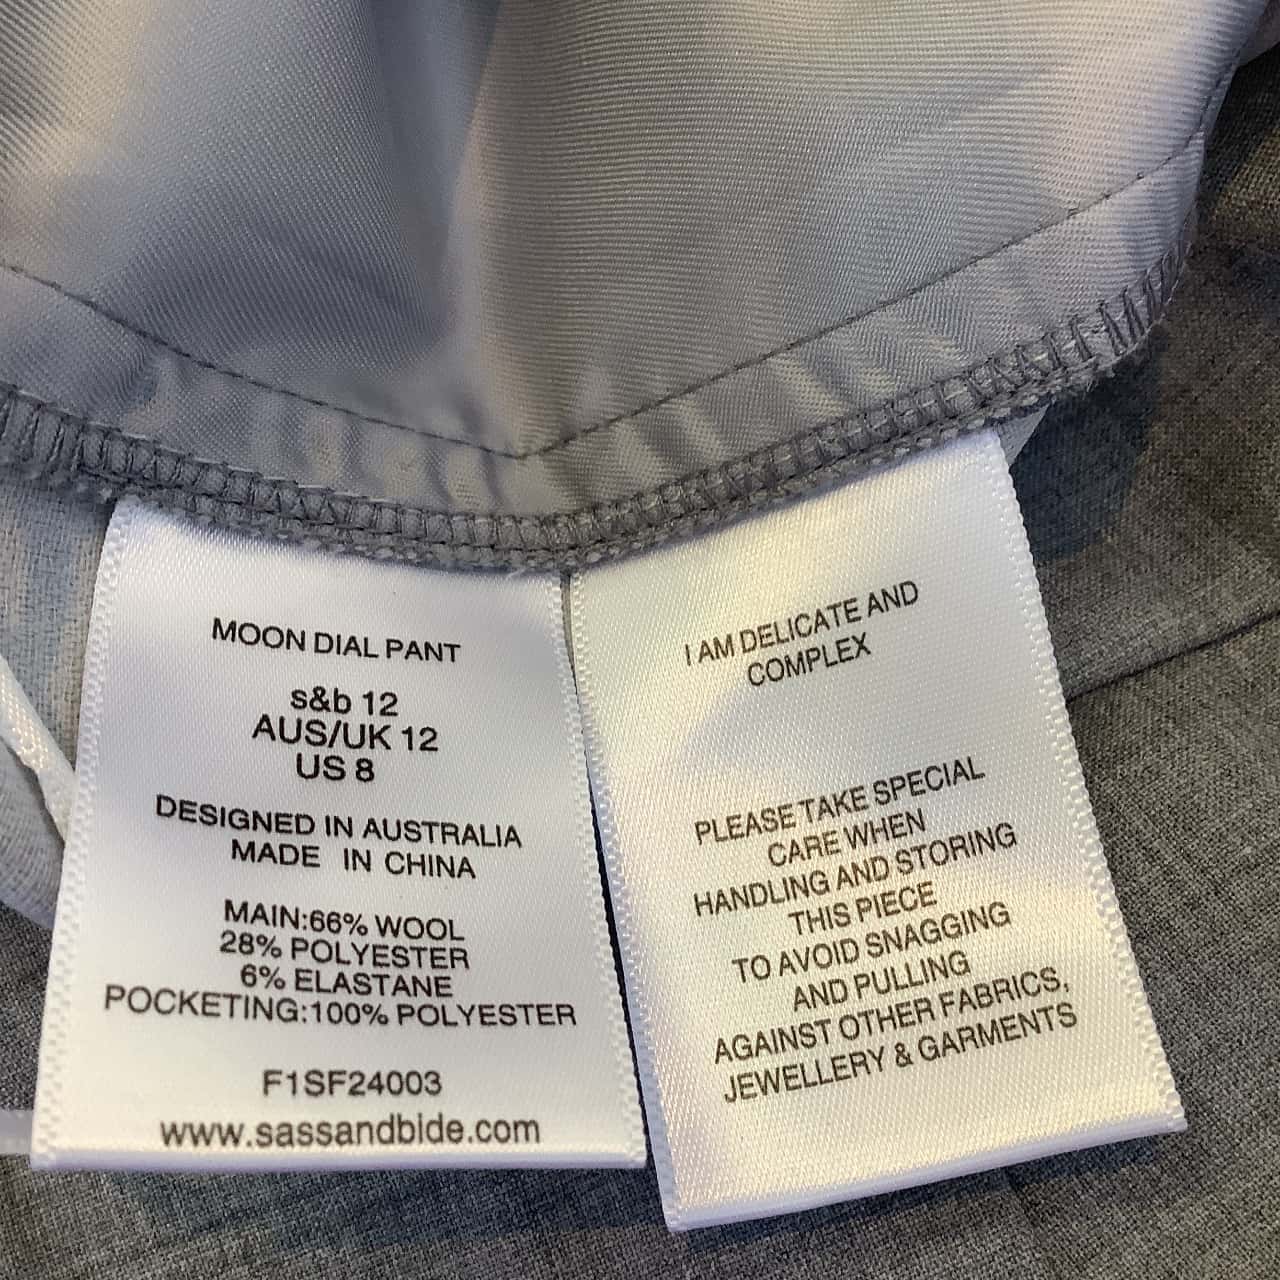 MOON DIAL PANT
s&b 12
AUS/UK 12
US 8
DESIGNED IN AUSTRALIA
MADE IN CHINA
MAIN:66% WOOL
28% POLYESTER
6% ELASTANE
POCKETING:100% POLYESTER
F1SF24003
www.sassandbide.com
I AM DELICATE AND
COMPLEX
PLEASE TAKE SPECIAL
CARE WHEN
HANDLING AND STORING
THIS PIECE
TO AVOID SNAGGING
AND PULLING
AGAINST OTHER FABRICS,
JEWELLERY & GARMENTS